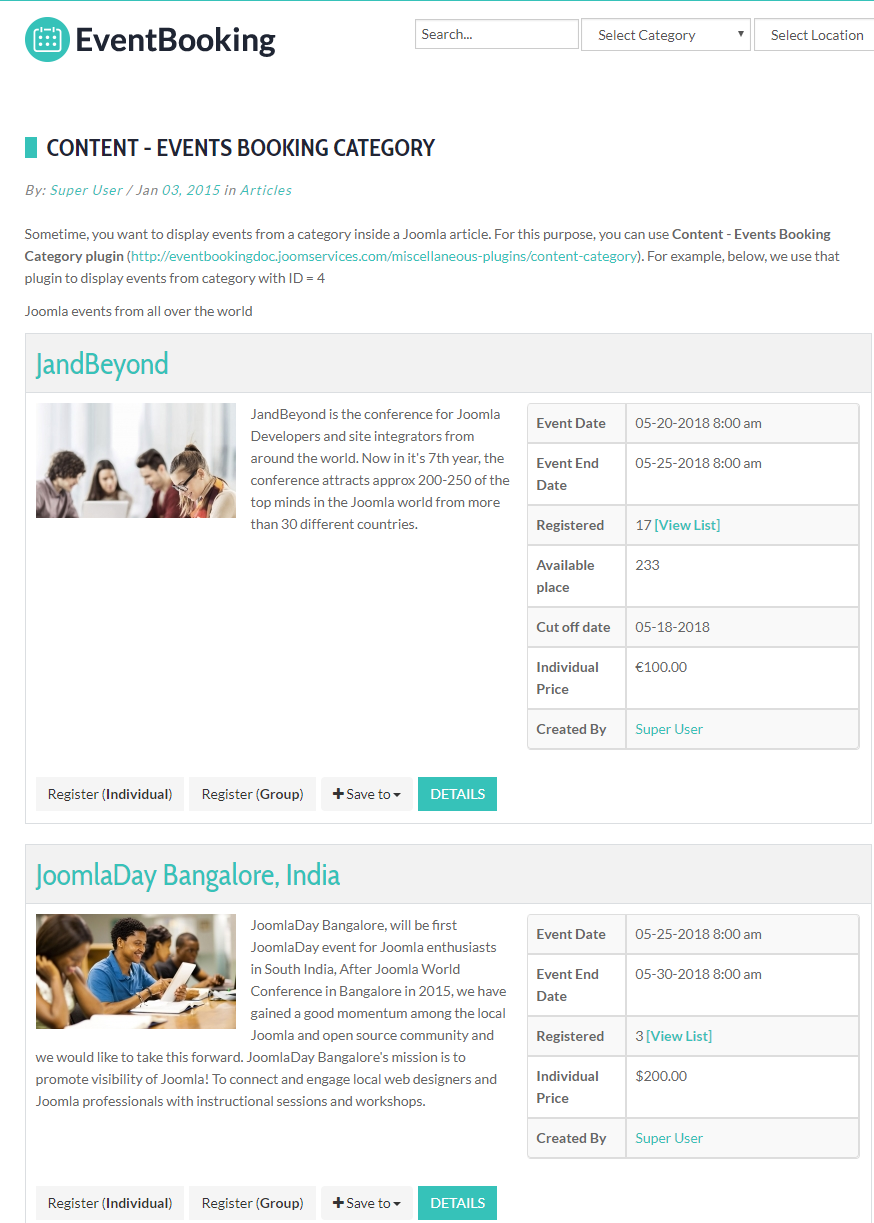 EventBooking
Search...
Select Category
Select Location
CONTENT - EVENTS BOOKING CATEGORY
By: Super User / Jan 03, 2015 in Articles
Sometime, you want to display events from a category inside a Joomla article. For this purpose, you can use Content - Events Booking
Category plugin (http://eventbookingdoc.joomservices.com/miscellaneous-plugins/content-category). For example, below, we use that
plugin to display events from category with ID = 4
Joomla events from all over the world
JandBeyond
JandBeyond is the conference for Joomla
Developers and site integrators from
around the world. Now in it's 7th year, the
conference attracts approx 200-250 of the
top minds in the Joomla world from more
than 30 different countries.
Event Date 05-20-2018 8:00 am
Event End 05-25-2018 8:00 am
Date
Registered 17 [View List]
Available 233
place
Cut off date 05-18-2018
Individual €100.00
Price
Created By Super User
Register (Individual) Register (Group) Save to DETAILS
JoomlaDay Bangalore, India
JoomlaDay Bangalore, will be first
JoomlaDay event for Joomla enthusiasts
in South India, After Joomla World
Conference in Bangalore in 2015, we have
gained a good momentum among the local
Joomla and open source community and
we would like to take this forward. JoomlaDay Bangalore's mission is to
promote visibility of Joomla! To connect and engage local web designers and
Joomla professionals with instructional sessions and workshops.
Event Date 05-25-2018 8:00 am
Event End 05-30-2018 8:00 am
Date
Registered 3 [View List]
Individual $200.00
Price
Created By Super User
Register (Individual) Register (Group) Save to DETAILS